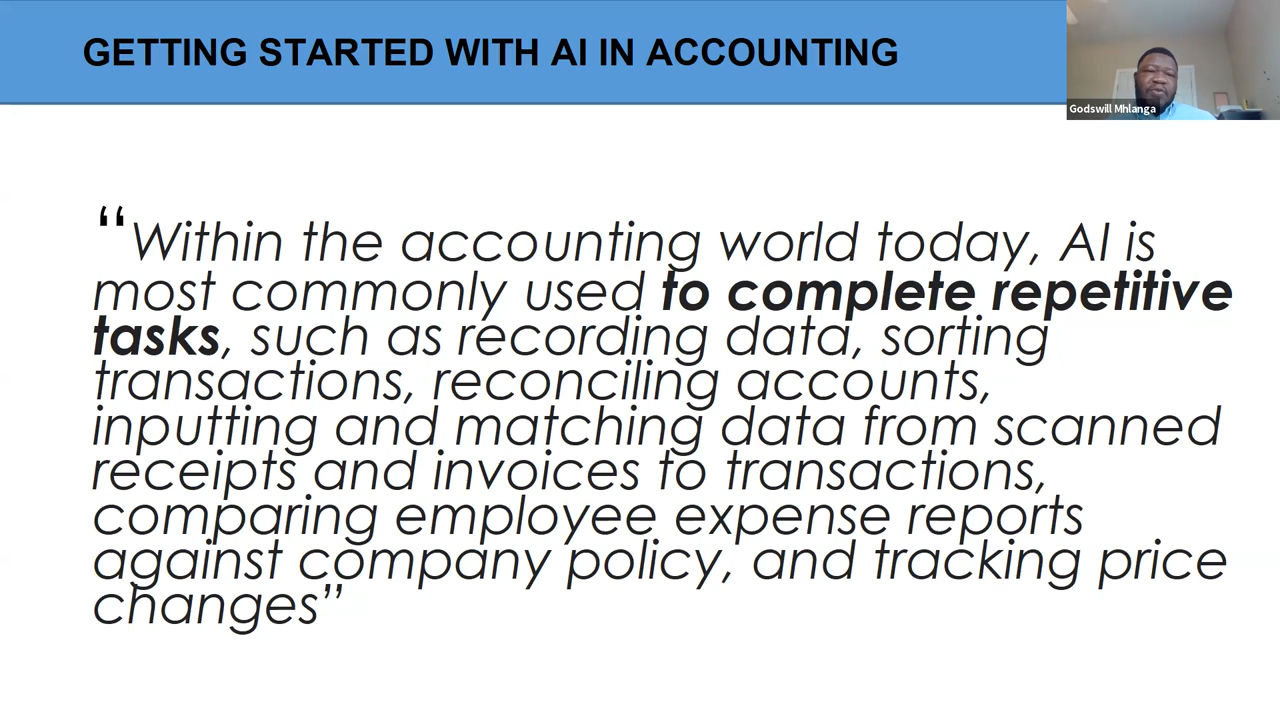 GETTING STARTED WITH AI IN ACCOUNTING
Godswill Mhlanga
“Within the accounting world today, AI is
most commonly used to complete repetitive
tasks, such as recording data, sorting
transactions, reconciling accounts,
inputting and matching data from scanned
receipts and invoices to transactions,
comparing employee expense reports
against company policy, and tracking price
changes”